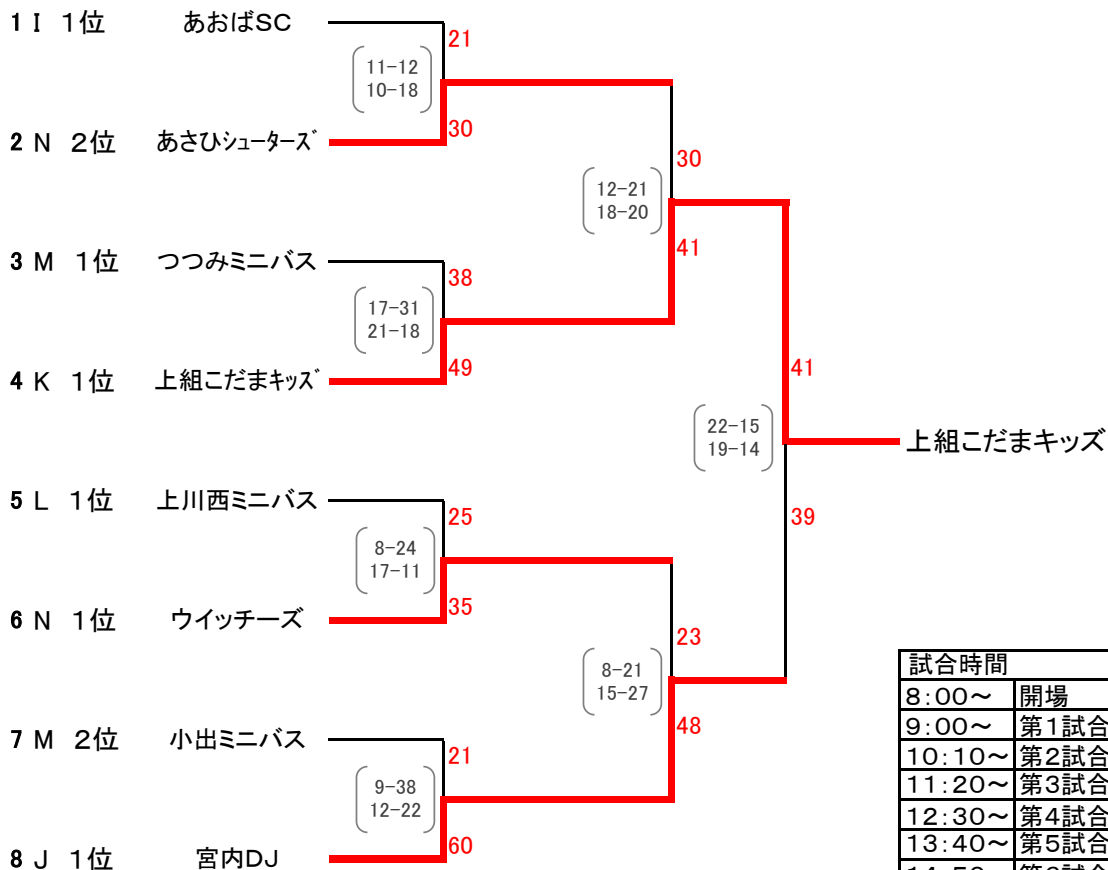 1 I 1位 あおばSC
21
11-12
10-18
30
2 N 2位 あさひシューターズ
30
12-21
18-20
41
3 M 1位 つつみミニバス
38
17-31
21-18
49
4 K 1位 上組こだまキッズ
41
22-15
19-14
上組こだまキッズ
39
5 L 1位 上川西ミニバス
25
8-24
17-11
35
6 N 1位 ウイッチーズ
23
8-21
15-27
48
7 M 2位 小出ミニバス
21
9-38
12-22
60
8 J 1位 宮内DJ
試合時間
8:00～ 開場
9:00～ 第1試合
10:10～ 第2試合
11:20～ 第3試合
12:30～ 第4試合
13:40～ 第5試合